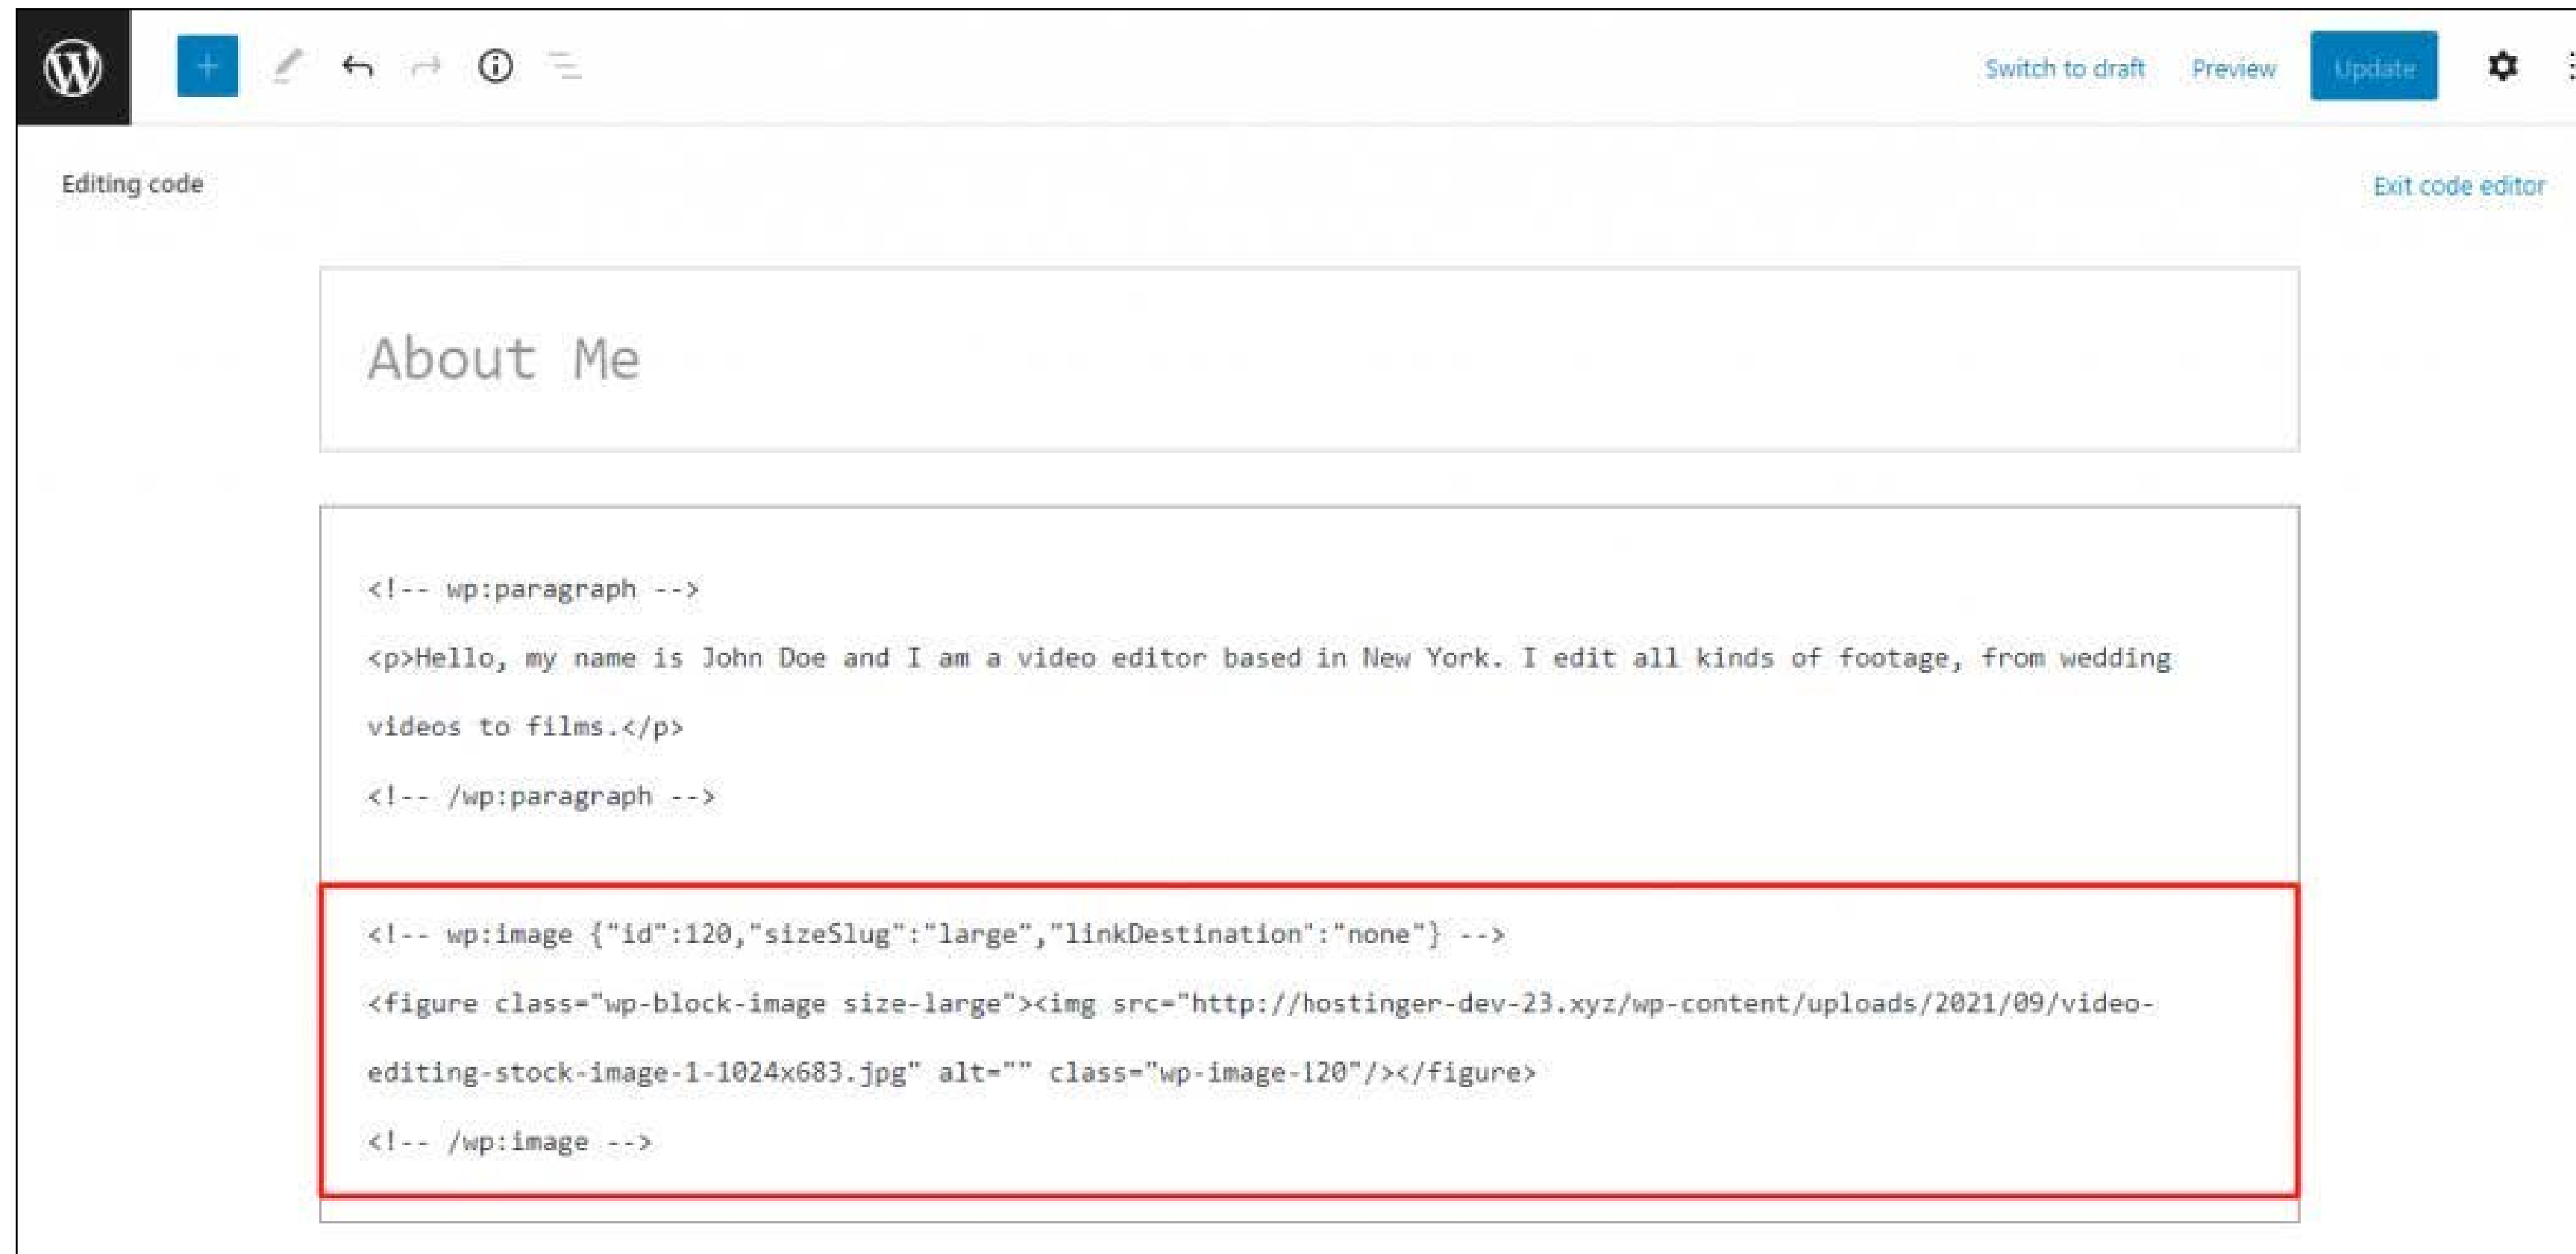 Switch to draft Preview Update
Editing code
Exit code editor
About Me
<!-- wp:paragraph -->
<p>Hello, my name is John Doe and I am a video editor based in New York. I edit all kinds of footage, from wedding
videos to films.</p>
<!-- /wp:paragraph -->
<!-- wp:image {"id":120,"sizeSlug":"large","linkDestination":"none"} -->
<figure class="wp-block-image size-large"><img src="http://hostinger-dev-23.xyz/wp-content/uploads/2021/09/video-
editing-stock-image-1-1024x683.jpg" alt="" class="wp-image-120"/></figure>
<!-- /wp:image -->